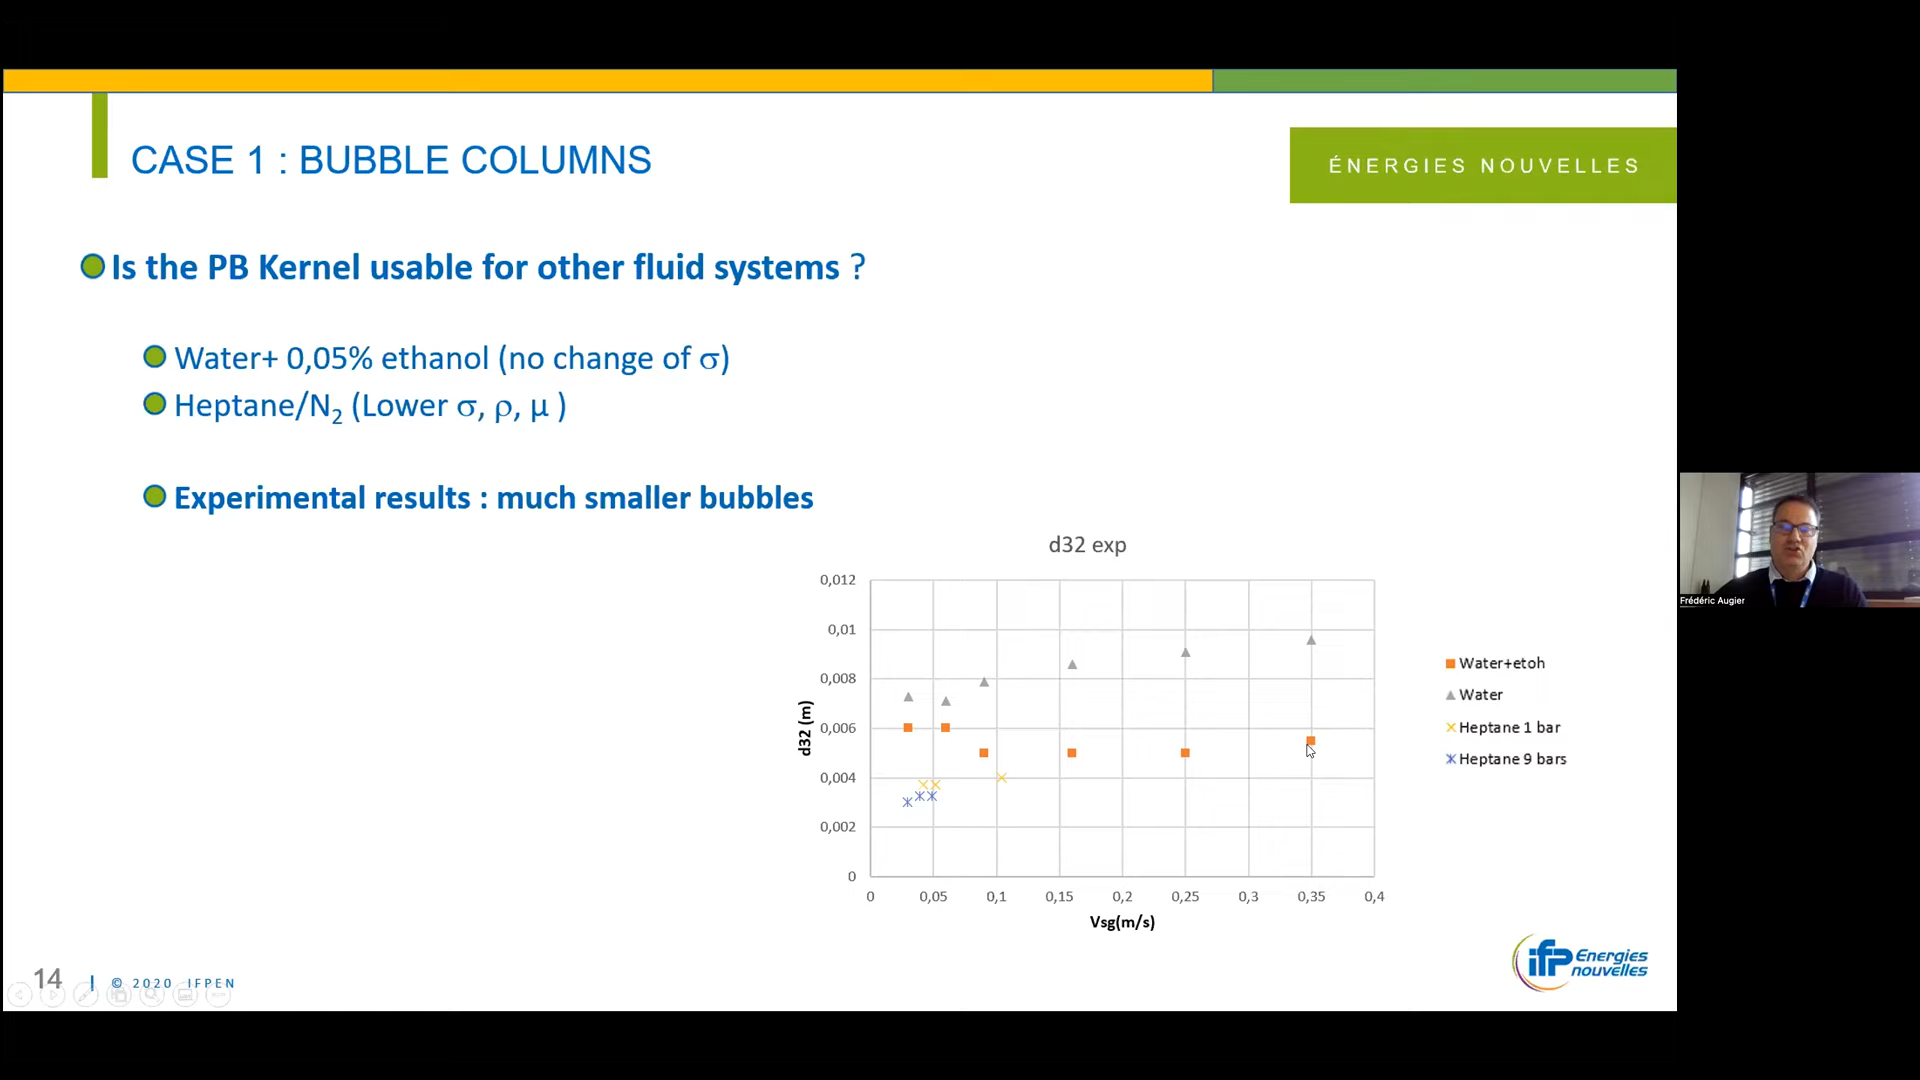 CASE 1 : BUBBLE COLUMNS
ÉNERGIES NOUVELLES
Is the PB Kernel usable for other fluid systems ?
Water+ 0,05% ethanol (no change of σ)
Heptane/N2 (Lower σ, ρ, μ )
Experimental results : much smaller bubbles
d32 exp
0,012
0,01
0,008
0,006
0,004
0,002
0
d32 (m)
0
0,05
0,1
0,15
0,2
0,25
0,3
0,35
0,4
Vsg(m/s)
Water+etoh
Water
Heptane 1 bar
Heptane 9 bars
Frédéric Augier
14 | © 2020 IFPEN
ifp Energies
nouvelles